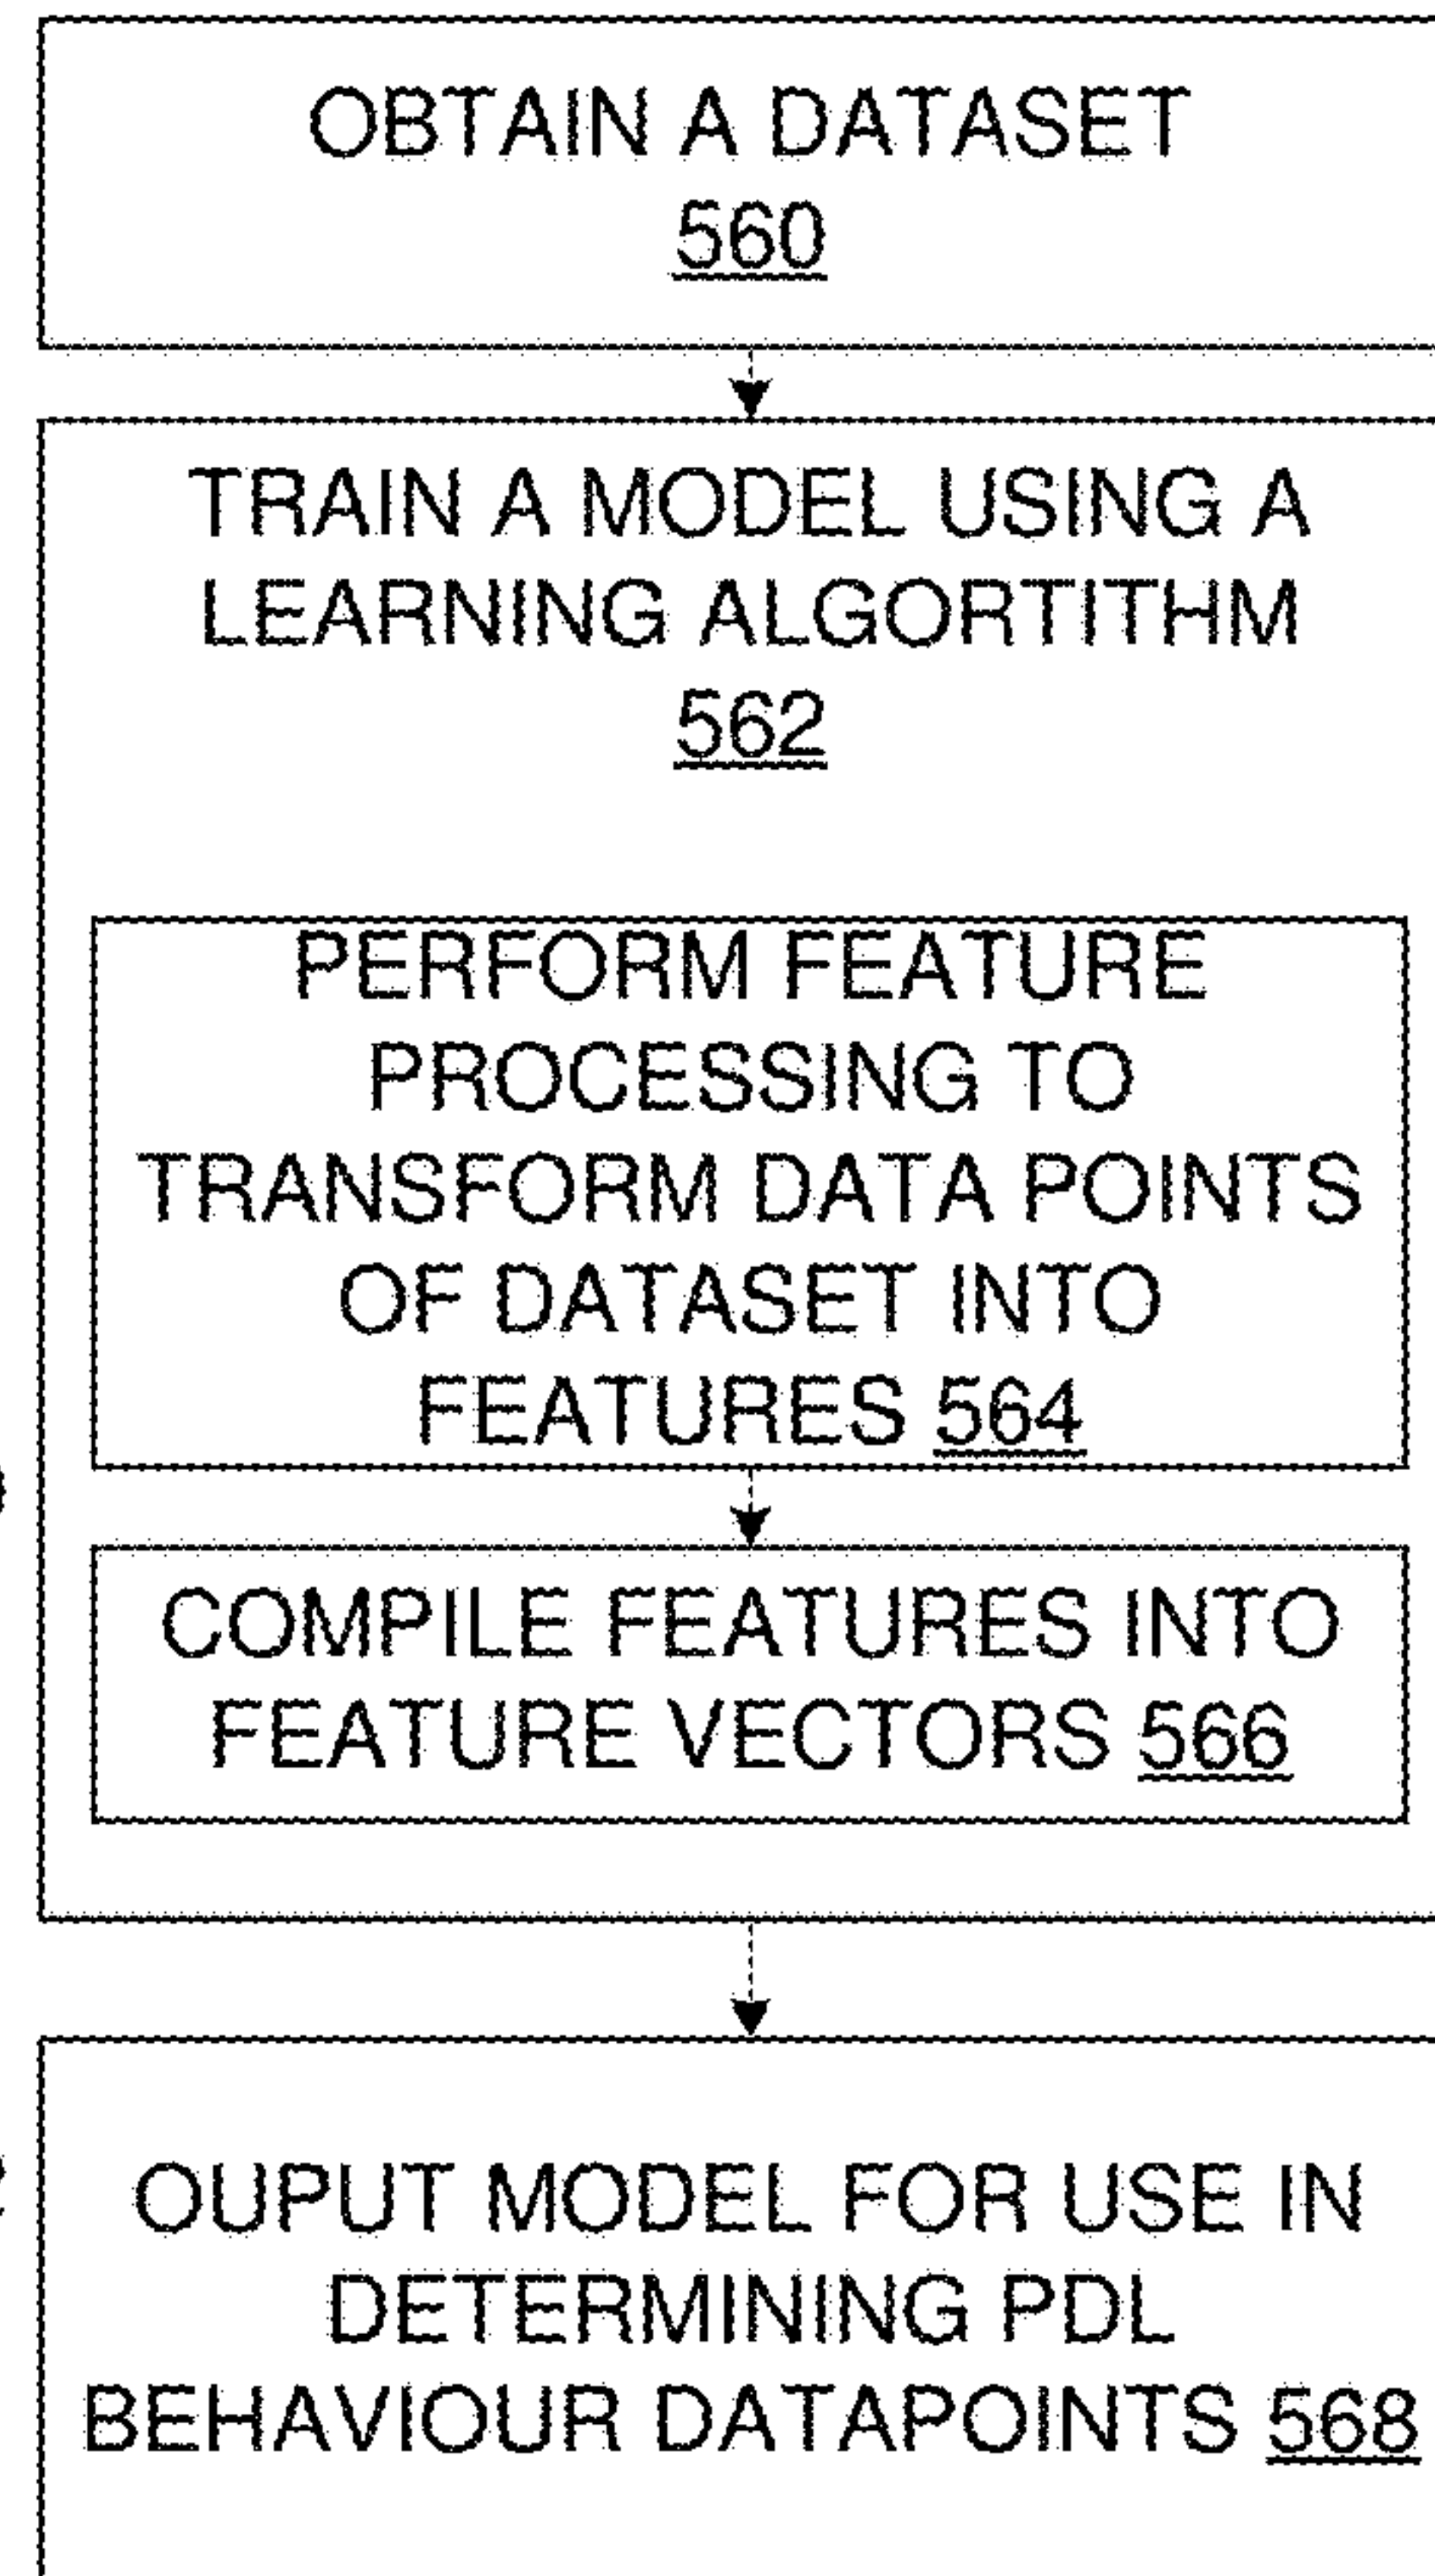 OBTAIN A DATASET
560
TRAIN A MODEL USING A
LEARNING ALGORTITHM
562
PERFORM FEATURE
PROCESSING TO
TRANSFORM DATA POINTS
OF DATASET INTO
FEATURES 564
COMPILE FEATURES INTO
FEATURE VECTORS 566
OUPUT MODEL FOR USE IN
DETERMINING PDL
BEHAVIOUR DATAPOINTS 568